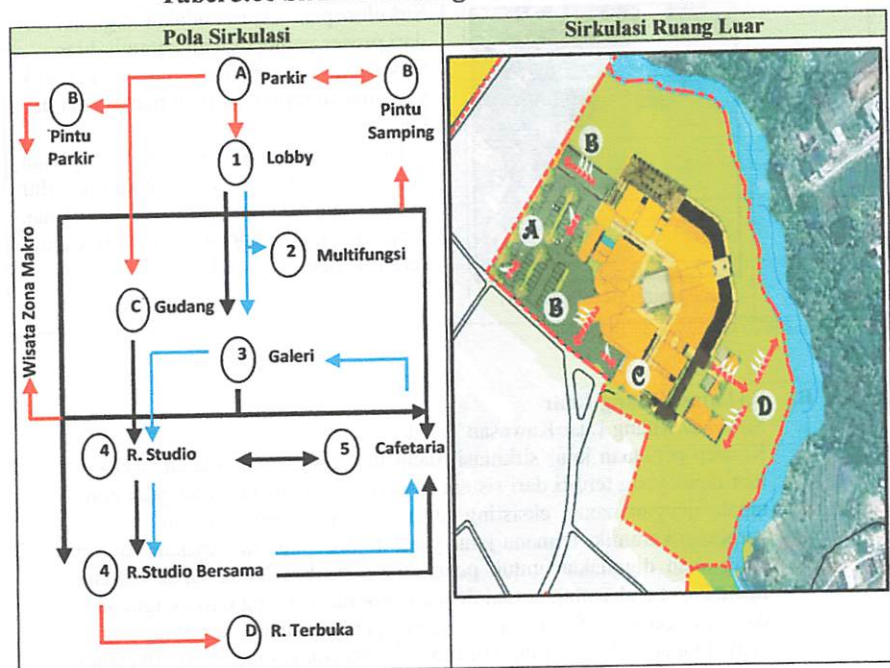 Pola Sirkulasi
Sirkulasi Ruang Luar
A Parkir
B Pintu Samping
B Pintu Parkir
1 Lobby
2 Multifungsi
Wisata Zona Makro
C Gudang
3 Galeri
4 R. Studio
5 Cafetaria
4 R.Studio Bersama
D R. Terbuka
B
A
B
C
D